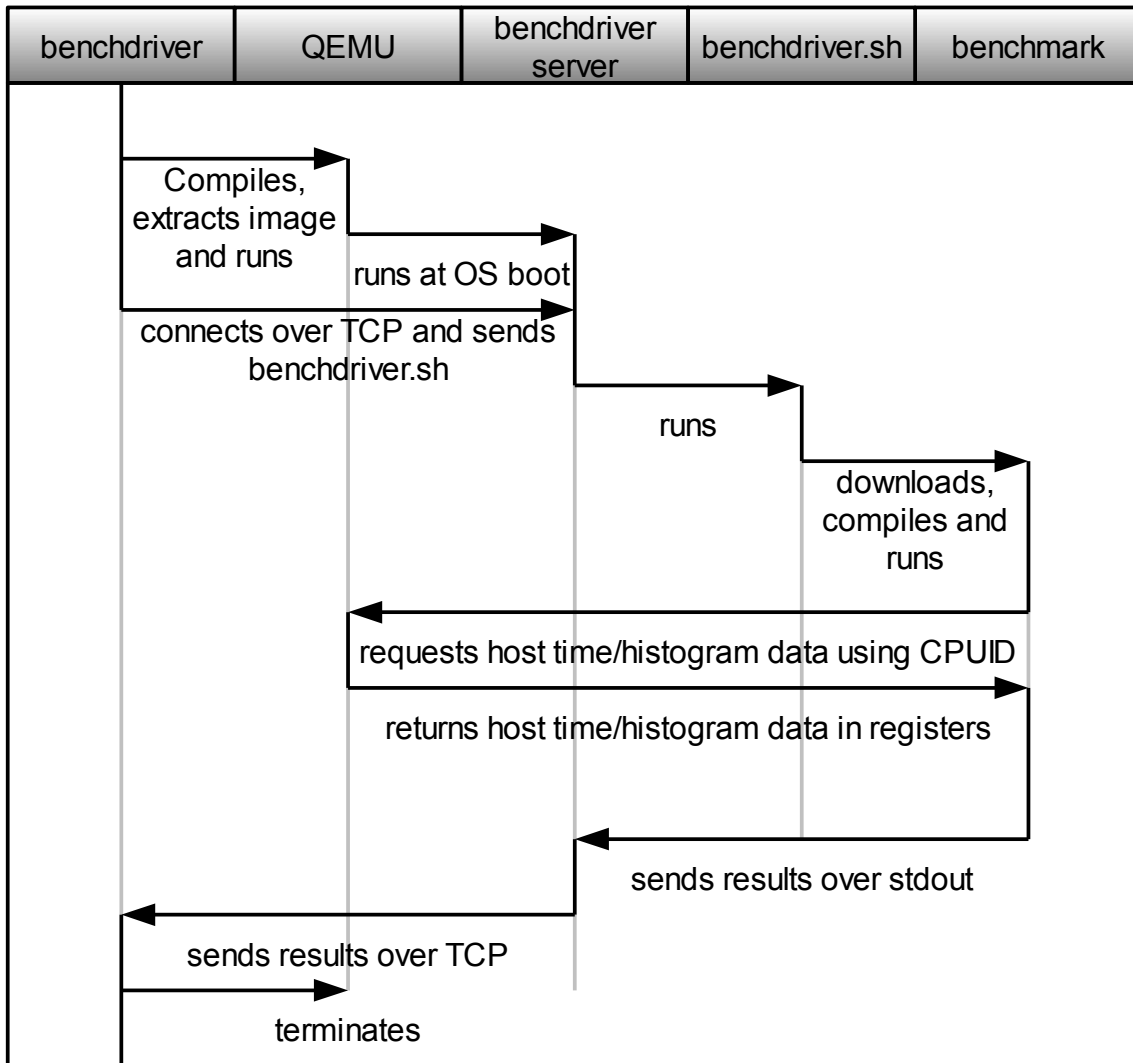 benchdriver
QEMU
benchdriver
server
benchdriver.sh
benchmark
Compiles,
extracts image
and runs
runs at OS boot
connects over TCP and sends
benchdriver.sh
runs
downloads,
compiles and
runs
requests host time/histogram data using CPUID
returns host time/histogram data in registers
sends results over stdout
sends results over TCP
terminates